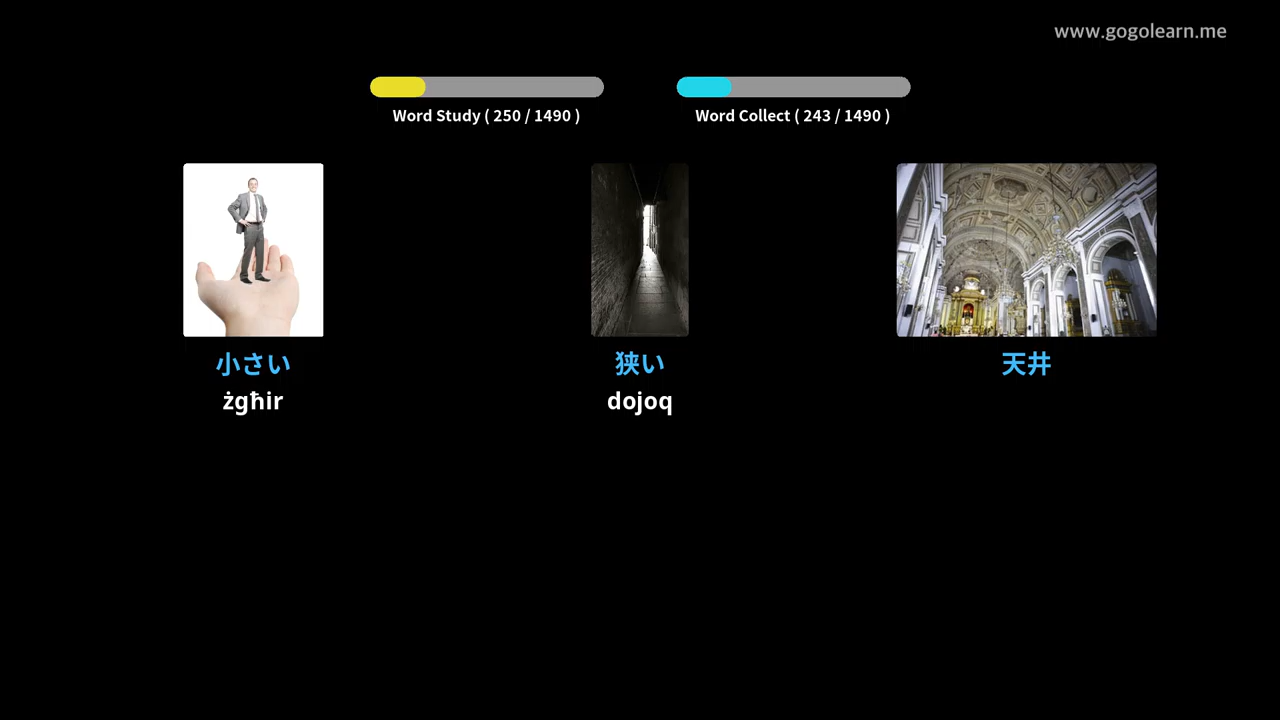 www.gogolearn.me
Word Study ( 250 / 1490 )
Word Collect ( 243 / 1490 )
小さい
żgħir
狭い
dojoq
天井